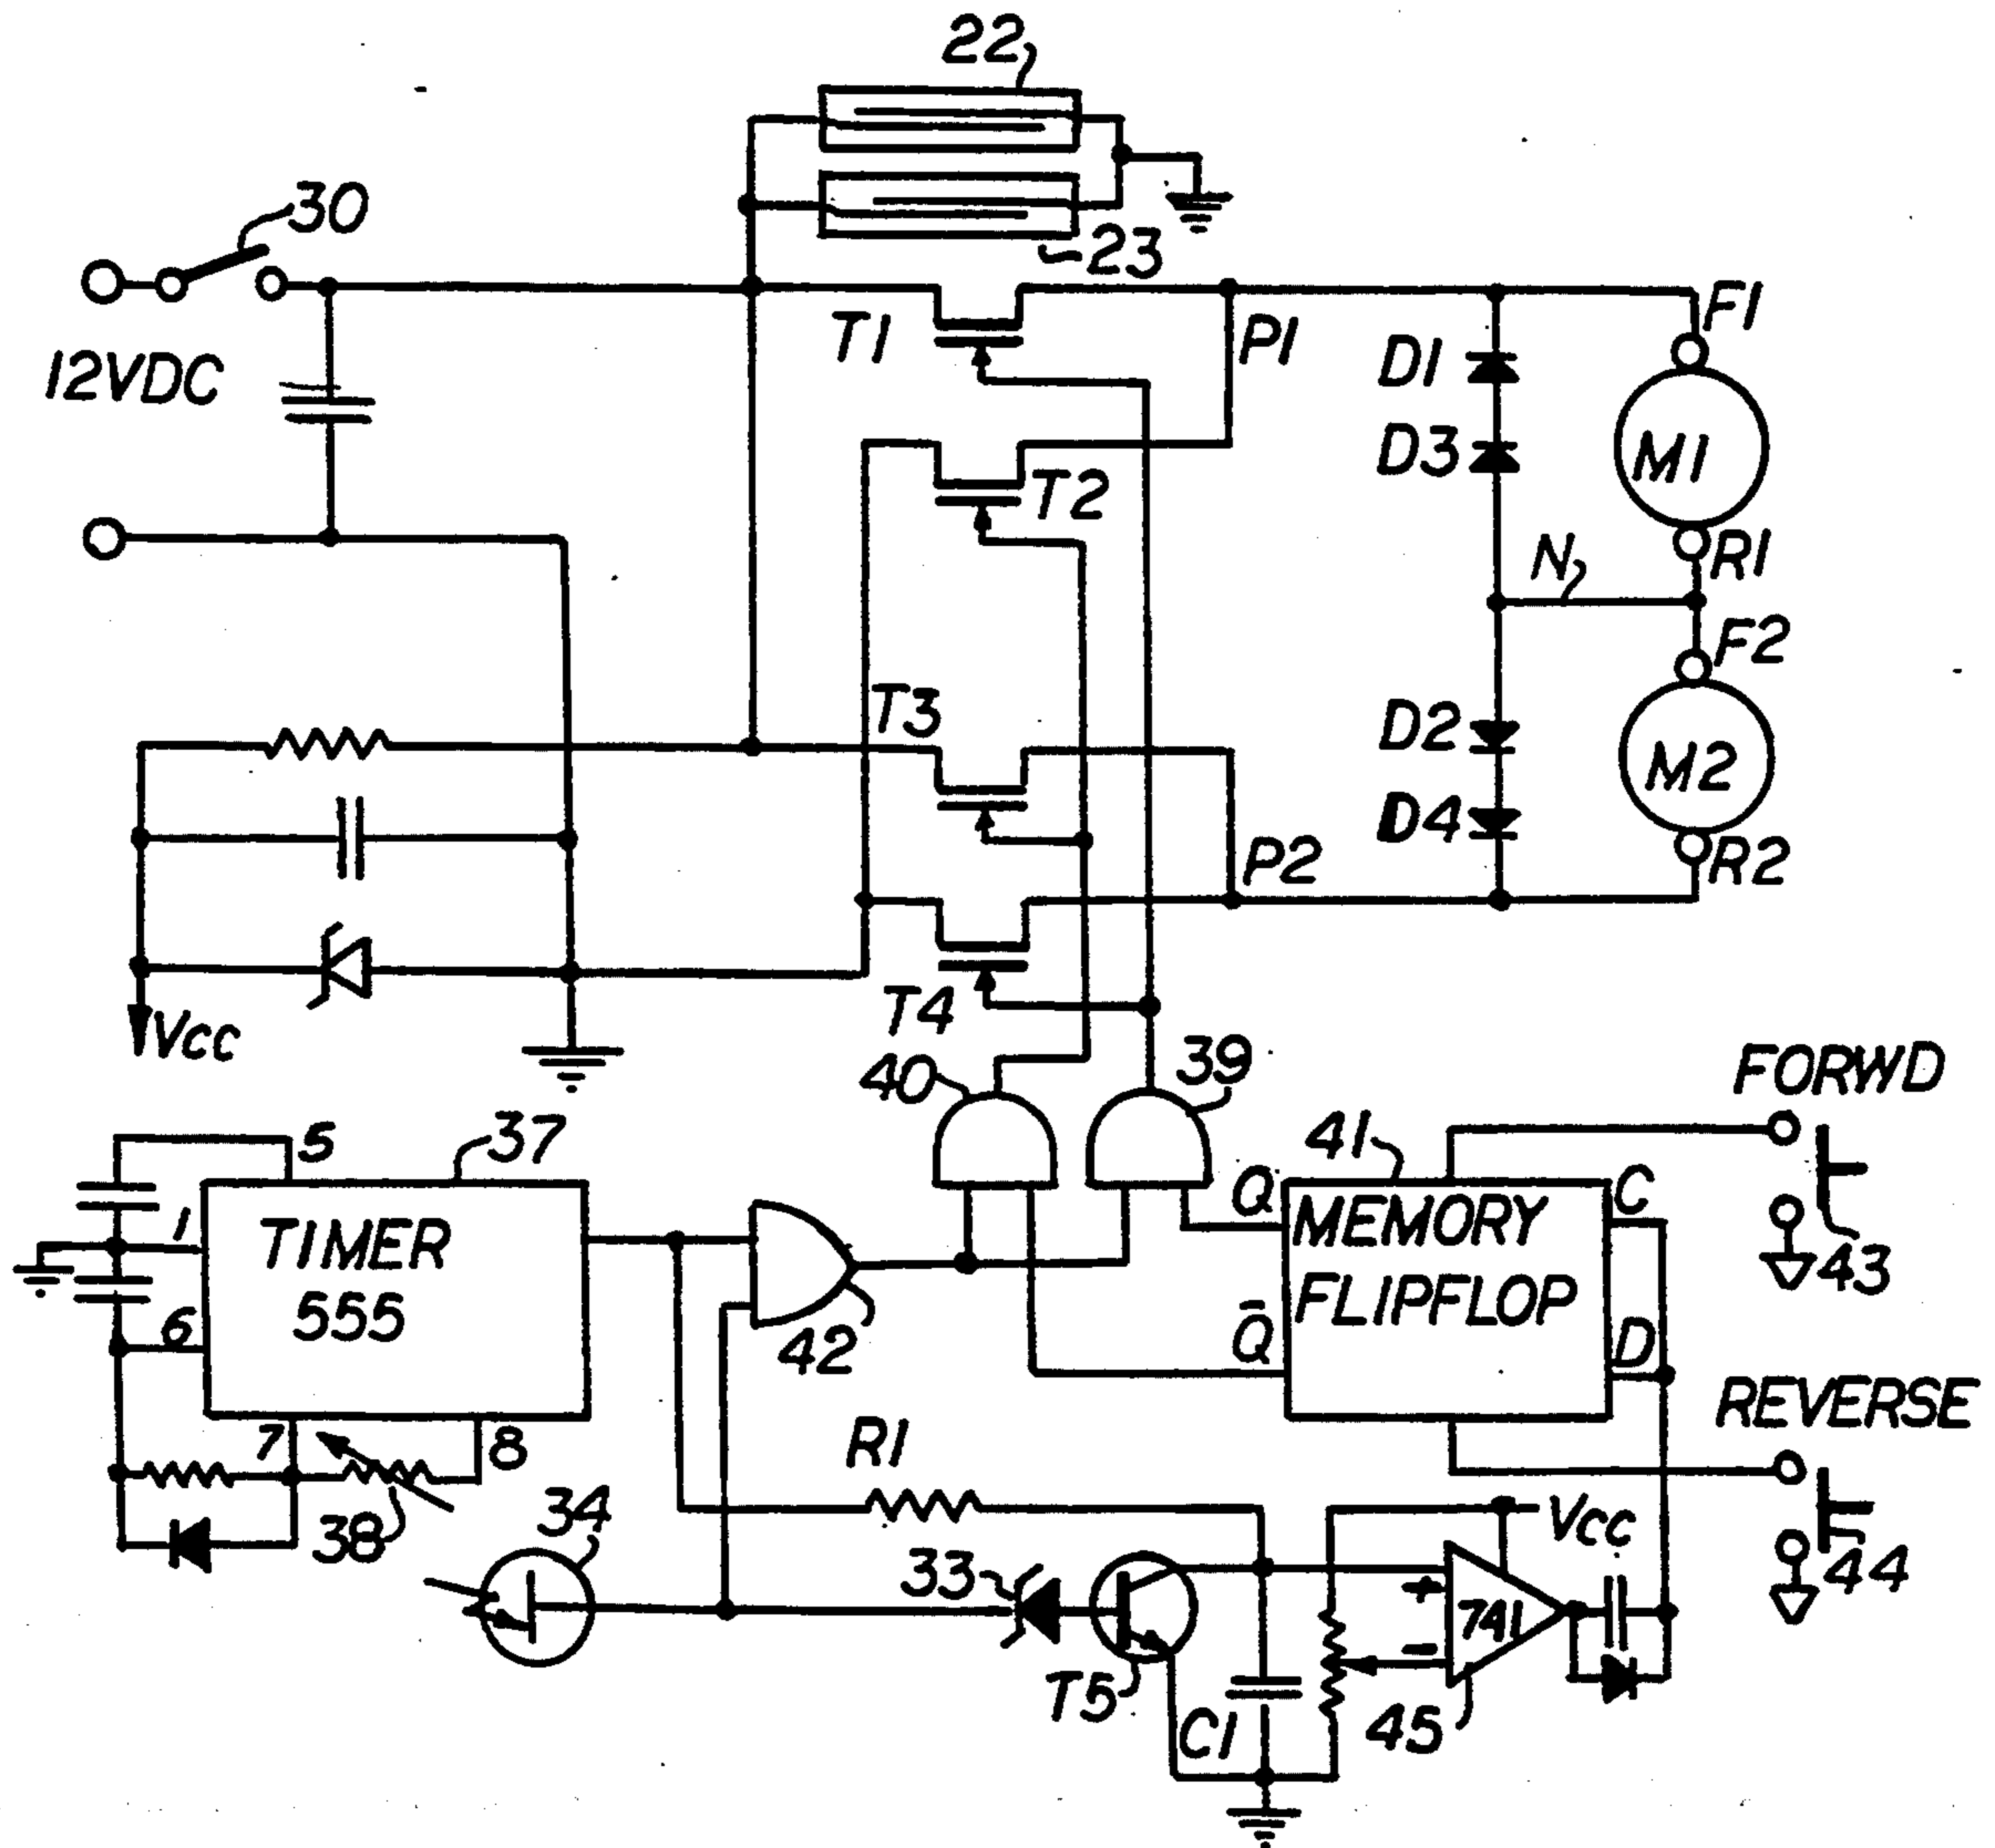 22
30
23
12VDC
T1
P1
D1
F1
D3
M1
T2
R1
N
F2
T3
D2
M2
D4
P2
R2
Vcc
T4
40
39
FORWD
5
37
41
1
TIMER
555
6
Q
MEMORY
FLIPFLOP
C
43
42
Q̄
D
REVERSE
7
8
R1
38
34
33
Vcc
44
+
741
−
T5
C1
45